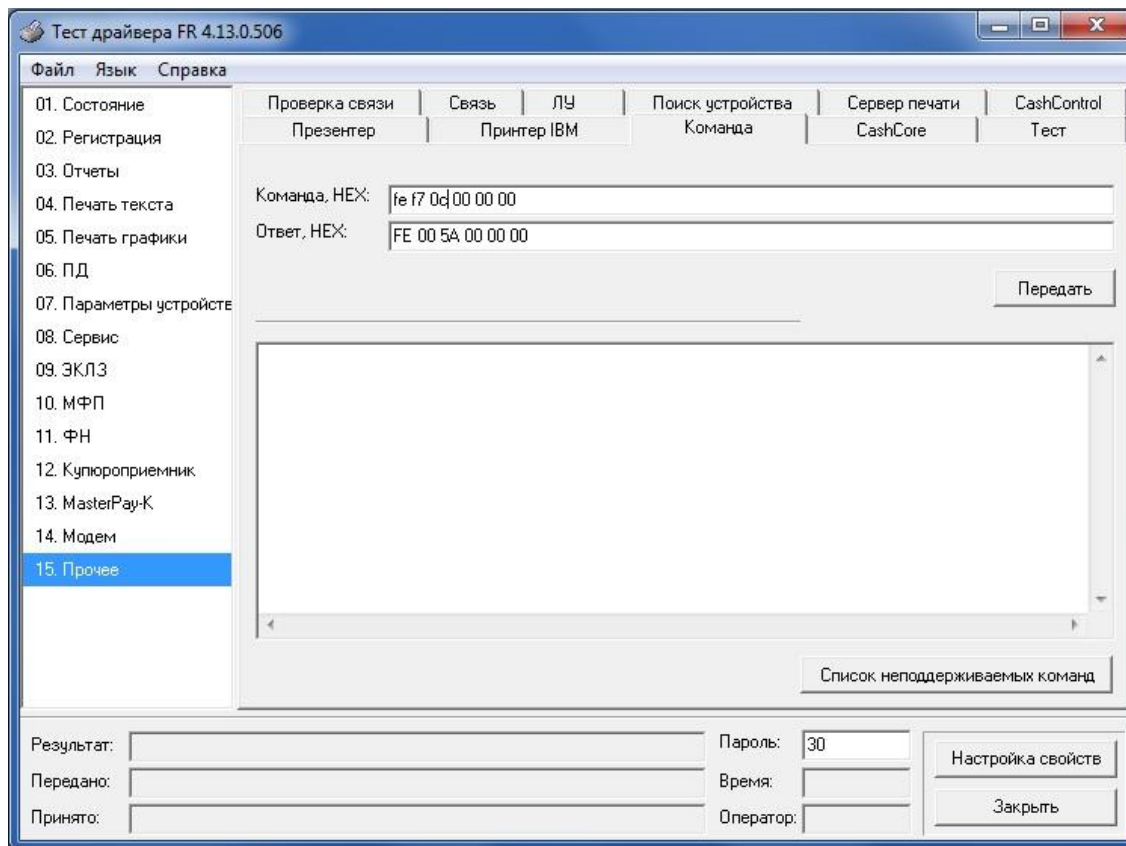 Тест драйвера FR 4.13.0.506
Файл Язык Справка
01. Состояние
02. Регистрация
03. Отчеты
04. Печать текста
05. Печать графики
06. ПД
07. Параметры устройств
08. Сервис
09. ЭКЛЗ
10. МФП
11. ФН
12. Купюроприемник
13. MasterPay-K
14. Модем
15. Прочее
Проверка связи Связь ЛУ Поиск устройства Сервер печати CashControl
Презентер Принтер IBM Команда CashCore Тест
Команда, HEX: fe f7 0c 00 00 00
Ответ, HEX: FE 00 5A 00 00 00
Передать
Список неподдерживаемых команд
Результат:
Передано:
Принято:
Пароль: 30
Время:
Оператор:
Настройка свойств
Закрыть